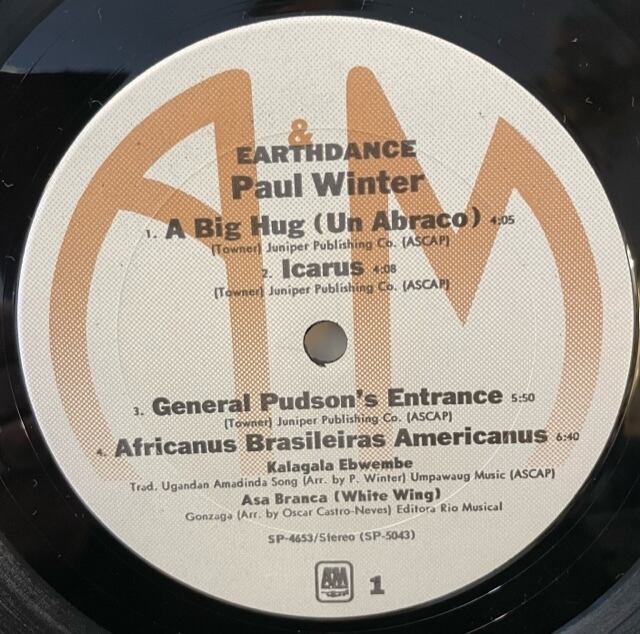 A&M
EARTHDANCE
Paul Winter
1. A Big Hug (Un Abraco) 4:05
(Towner) Juniper Publishing Co. (ASCAP)
2. Icarus 4:08
(Towner) Juniper Publishing Co. (ASCAP)
3. General Pudson's Entrance 5:50
(Towner) Juniper Publishing Co. (ASCAP)
4. Africanus Brasileiras Americanus 6:40
Kalagala Ebwembe
Trad. Ugandan Amadinda Song (Arr. by P. Winter) Umpawaug Music (ASCAP)
Asa Branca (White Wing)
Gonzaga (Arr. by Oscar Castro-Neves) Editora Rio Musical
SP-4653/Stereo (SP-5043)
A&M 1